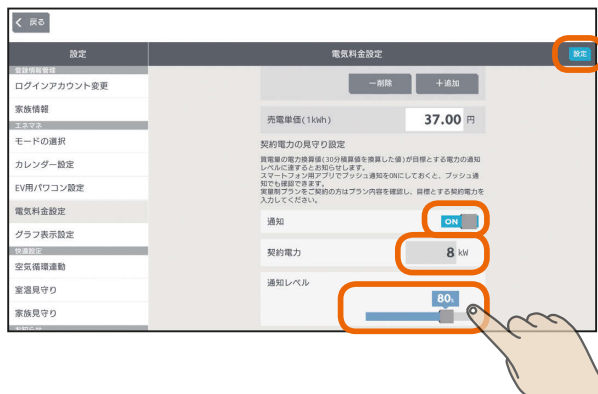 戻る
設定
電気料金設定
設定
登録情報管理
ログインアカウント変更
家族情報
エネマネ
モードの選択
カレンダー設定
EV用パワコン設定
電気料金設定
グラフ表示設定
快適設定
空気循環連動
室温見守り
家族見守り
お知らせ
－削除
＋追加
売電単価(1kWh)
37.00 円
契約電力の見守り設定
買電量の電力換算値(30分積算値を換算した値)が目標とする電力の通知
レベルに達するとお知らせします。
スマートフォン用アプリでプッシュ通知をONにしておくと、プッシュ通
知でも確認できます。
実量制プランをご契約の方はプラン内容を確認し、目標とする契約電力を
入力してください。
通知
ON
契約電力
8 kW
通知レベル
80%